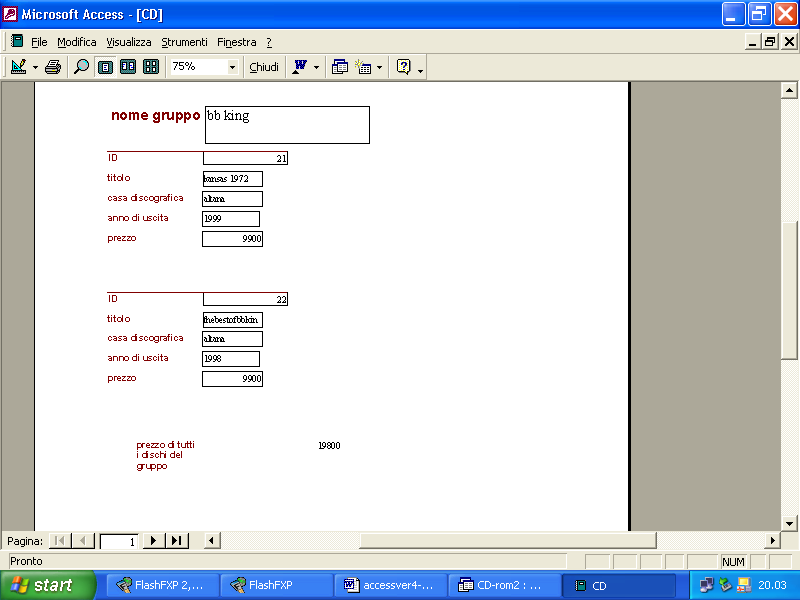 Microsoft Access - [CD]
File Modifica Visualizza Strumenti Finestra ?
75% Chiudi
nome gruppo bb king
ID 21
titolo kansas 1972
casa discografica altana
anno di uscita 1999
prezzo 9900
ID 22
titolo thebestofbbkin
casa discografica altana
anno di uscita 1998
prezzo 9900
prezzo di tutti 19800
i dischi del
gruppo
Pagina: 1
Pronto NUM
start FlashFXP 2,... FlashFXP accessver4-... CD-rom2 : ... CD 20.03